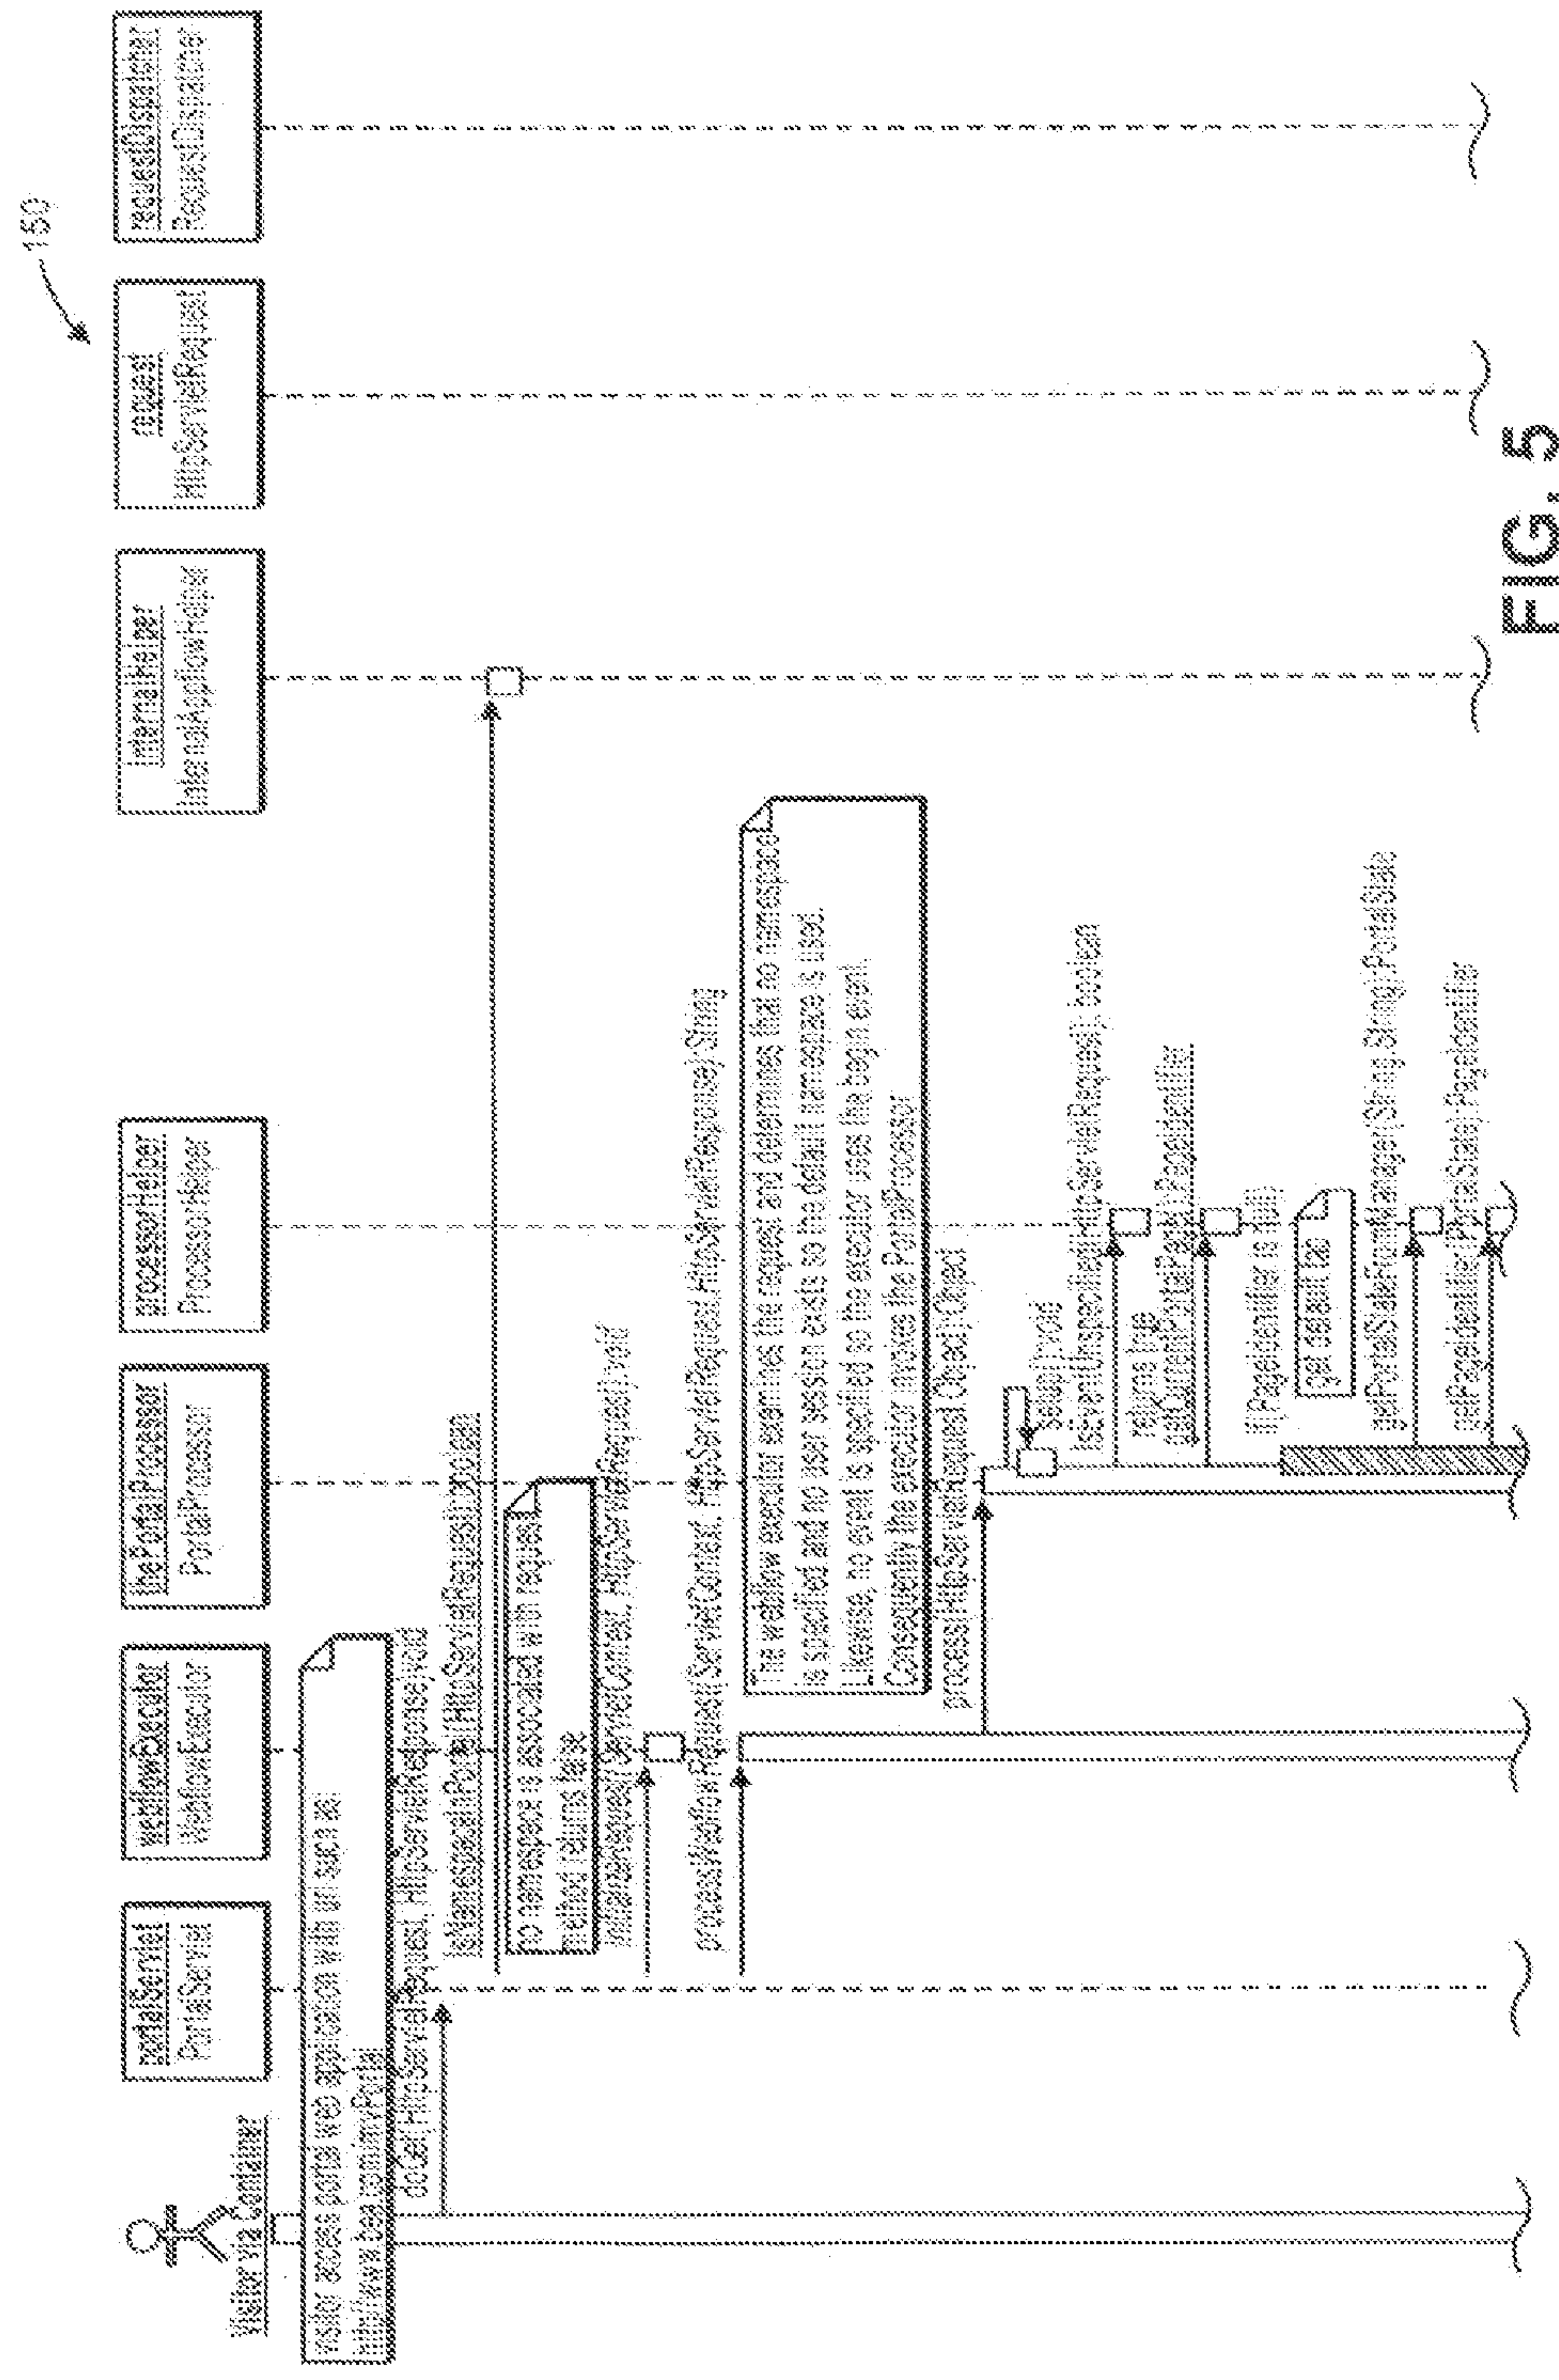 150
Visitor via Container
portalServlet
PortalServlet
webflowExecutor
WebflowExecutor
thePortalProcessor
PortalProcessor
processorHelper
ProcessorHelper
internalHelper
InternalAppflowHelper
request
HttpServletRequest
requestDispatcher
RequestDispatcher
visitor access portal web application with url such as:
http://www.bea.com/myPortal
doGet(HttpServletRequest, HttpServletResponse):void
isNamespaceInPortal(HttpServletRequest):boolean
no namespace is associated with request
method returns false
initializeRequest(ServletContext, HttpServletRequest):void
processWebflowRequest(ServletContext, HttpServletRequest,HttpServletResponse):String
The webflow executor examines the request and determines that no namespace
is specified and no user session exists so the default namespace is used.
Likewise, no event is specified so the executor uses the begin event.
Consequently the executor invokes the PortalProcessor
process(HttpServletRequest,Object):Object
setup():void
isEventUnspecified(HttpServletRequest): boolean
returns true
getCurrentPortalPage():PageIdentifier
if(PageIdentifier is null)
get default tab
getPortalStateFromManager(String,String):PortalState
getPageIdentifier(PortalState):PageIdentifier
FIG. 5